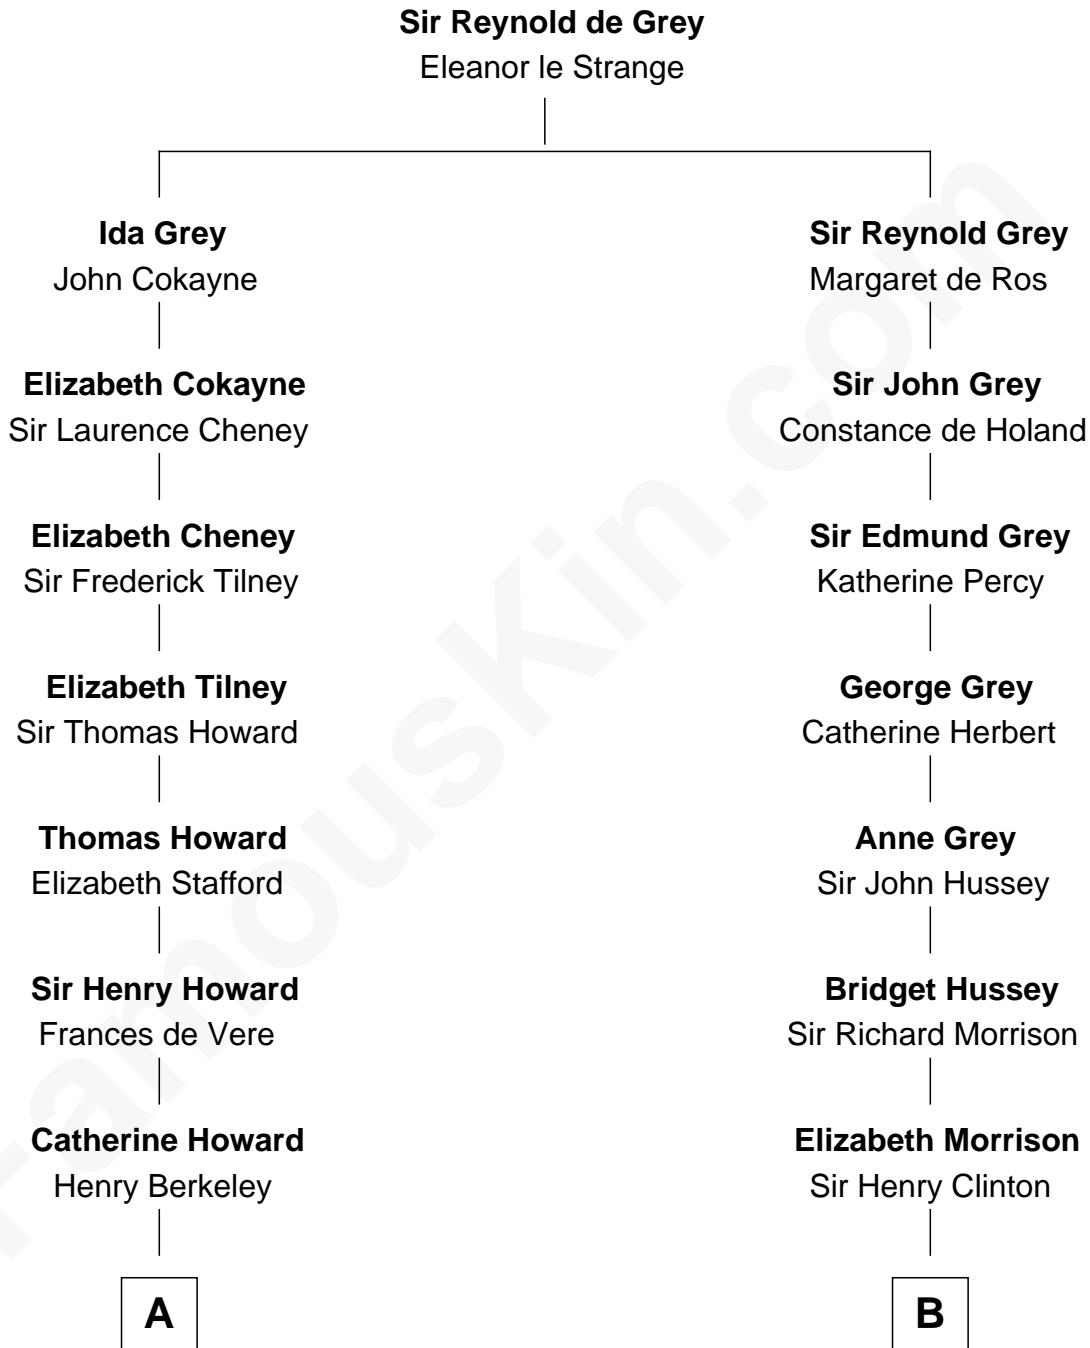 Sir Reynold de Grey
Eleanor le Strange
Ida Grey
John Cokayne
Sir Reynold Grey
Margaret de Ros
Elizabeth Cokayne
Sir Laurence Cheney
Sir John Grey
Constance de Holand
Elizabeth Cheney
Sir Frederick Tilney
Sir Edmund Grey
Katherine Percy
Elizabeth Tilney
Sir Thomas Howard
George Grey
Catherine Herbert
Thomas Howard
Elizabeth Stafford
Anne Grey
Sir John Hussey
Sir Henry Howard
Frances de Vere
Bridget Hussey
Sir Richard Morrison
Catherine Howard
Henry Berkeley
Elizabeth Morrison
Sir Henry Clinton
A
B
FamousKin.com